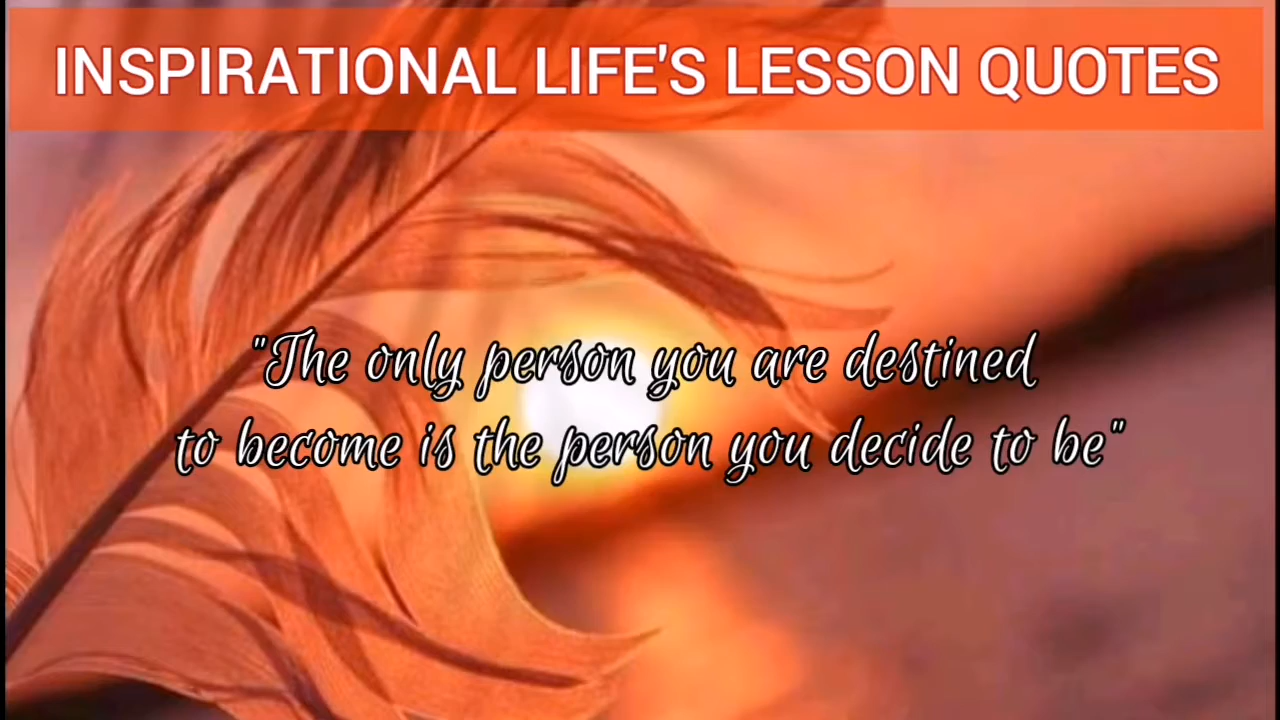 INSPIRATIONAL LIFE'S LESSON QUOTES
"The only person you are destined
to become is the person you decide to be"